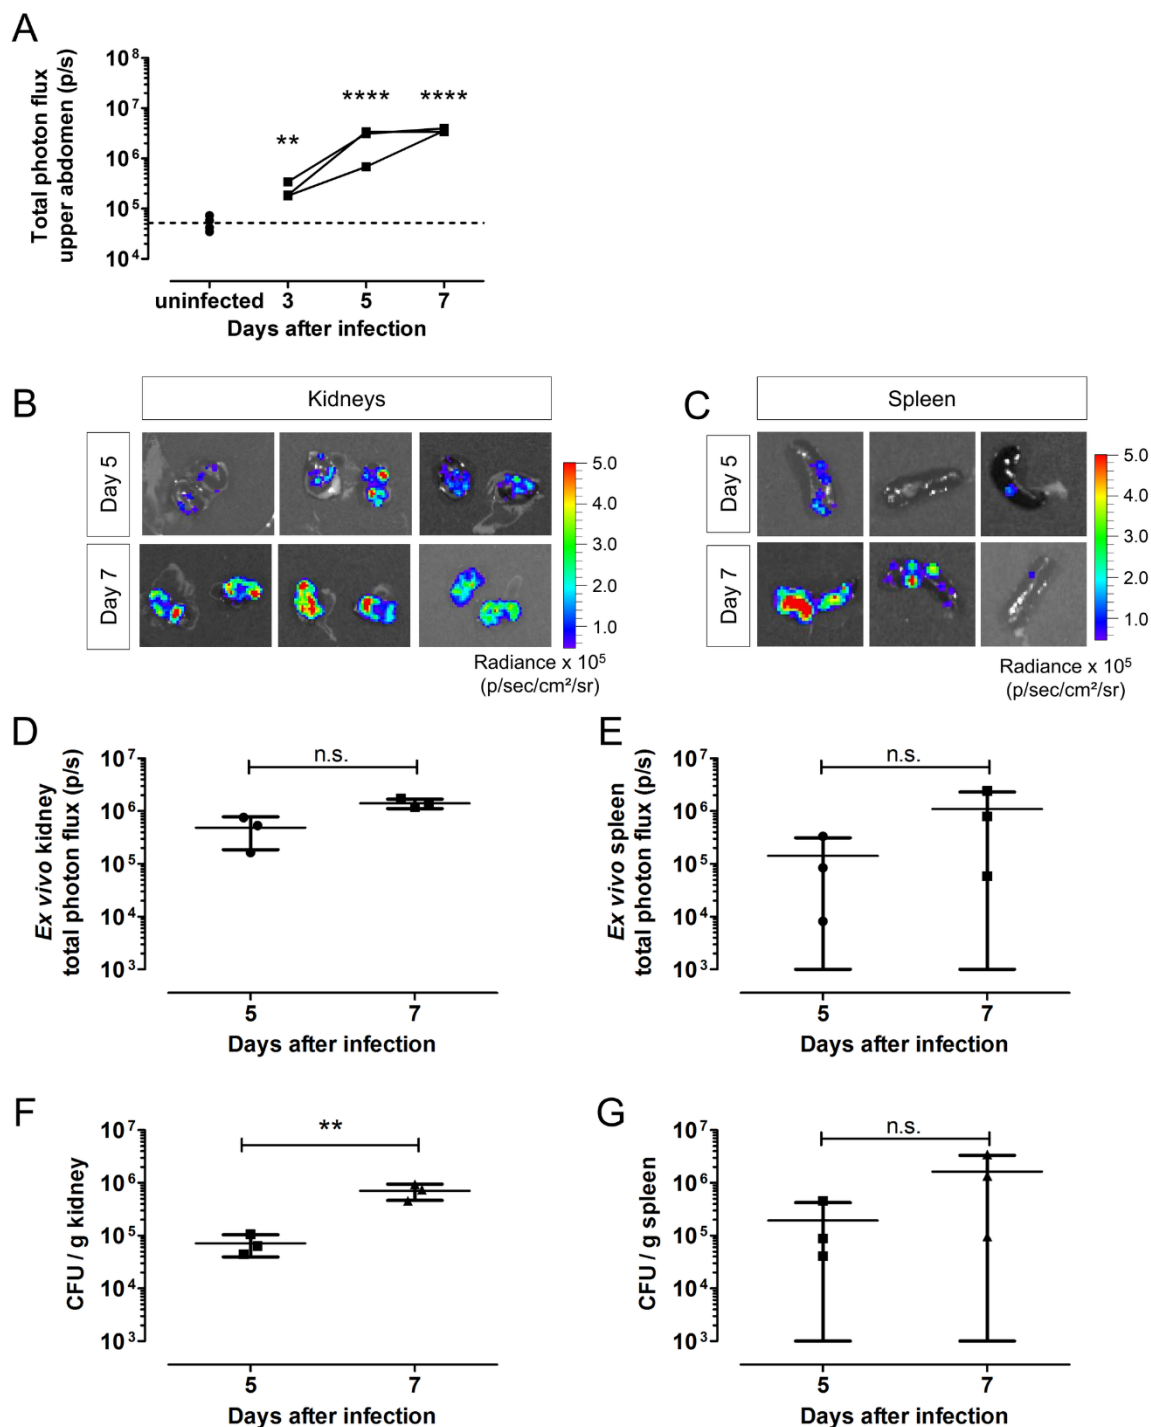 A
Total photon flux
upper abdomen (p/s)
10⁸
10⁷
10⁶
10⁵
10⁴
**
****
****
uninfected 3 5 7
Days after infection
B
Kidneys
Day 5
Day 7
5.0
4.0
3.0
2.0
1.0
Radiance x 10⁵
(p/sec/cm²/sr)
C
Spleen
Day 5
Day 7
5.0
4.0
3.0
2.0
1.0
Radiance x 10⁵
(p/sec/cm²/sr)
D
Ex vivo kidney
total photon flux (p/s)
10⁷
10⁶
10⁵
10⁴
10³
n.s.
5 7
Days after infection
E
Ex vivo spleen
total photon flux (p/s)
10⁷
10⁶
10⁵
10⁴
10³
n.s.
5 7
Days after infection
F
CFU / g kidney
10⁷
10⁶
10⁵
10⁴
10³
**
5 7
Days after infection
G
CFU / g spleen
10⁷
10⁶
10⁵
10⁴
10³
n.s.
5 7
Days after infection